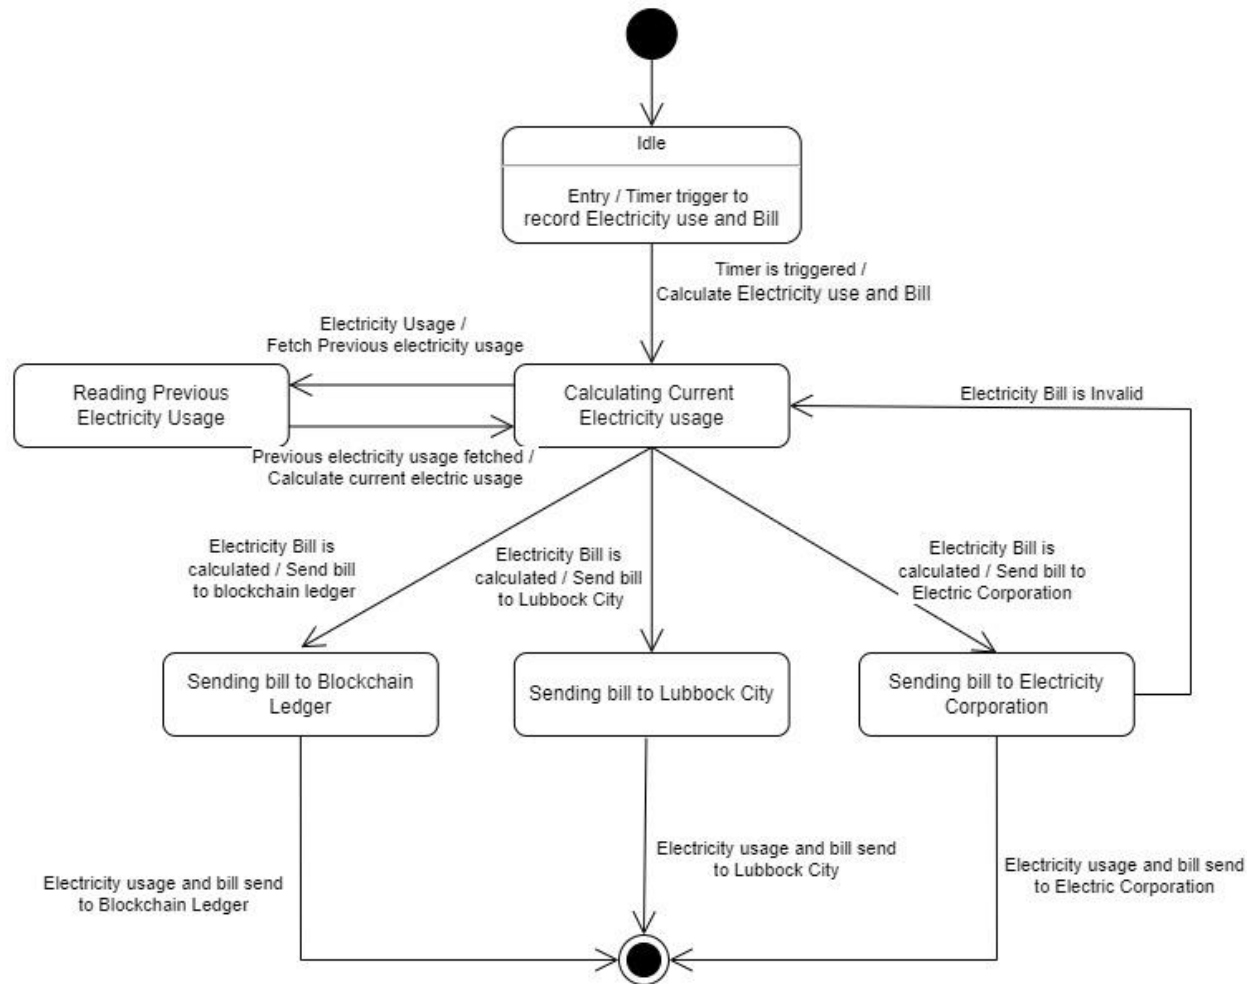 Idle
Entry / Timer trigger to
record Electricity use and Bill
Timer is triggered /
Calculate Electricity use and Bill
Electricity Usage /
Fetch Previous electricity usage
Reading Previous
Electricity Usage
Calculating Current
Electricity usage
Electricity Bill is Invalid
Previous electricity usage fetched /
Calculate current electric usage
Electricity Bill is
calculated / Send bill
to blockchain ledger
Electricity Bill is
calculated / Send bill
to Lubbock City
Electricity Bill is
calculated / Send bill to
Electric Corporation
Sending bill to Blockchain
Ledger
Sending bill to Lubbock City
Sending bill to Electricity
Corporation
Electricity usage and bill send
to Blockchain Ledger
Electricity usage and bill send
to Lubbock City
Electricity usage and bill send
to Electric Corporation